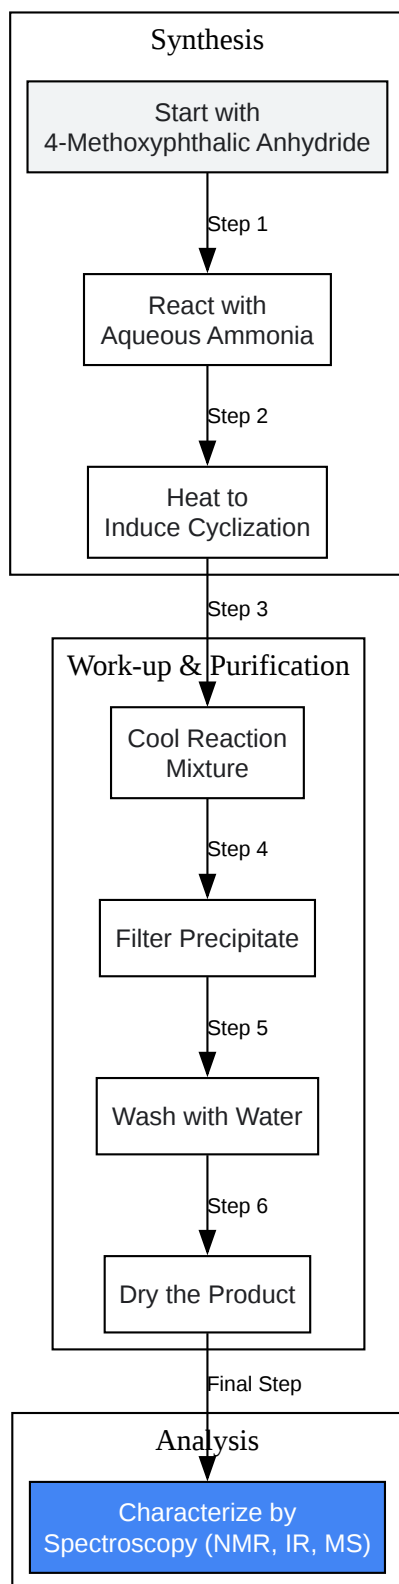 Synthesis
Start with
4-Methoxyphthalic Anhydride
Step 1
React with
Aqueous Ammonia
Step 2
Heat to
Induce Cyclization
Step 3
Work-up & Purification
Cool Reaction
Mixture
Step 4
Filter Precipitate
Step 5
Wash with Water
Step 6
Dry the Product
Final Step
Analysis
Characterize by
Spectroscopy (NMR, IR, MS)